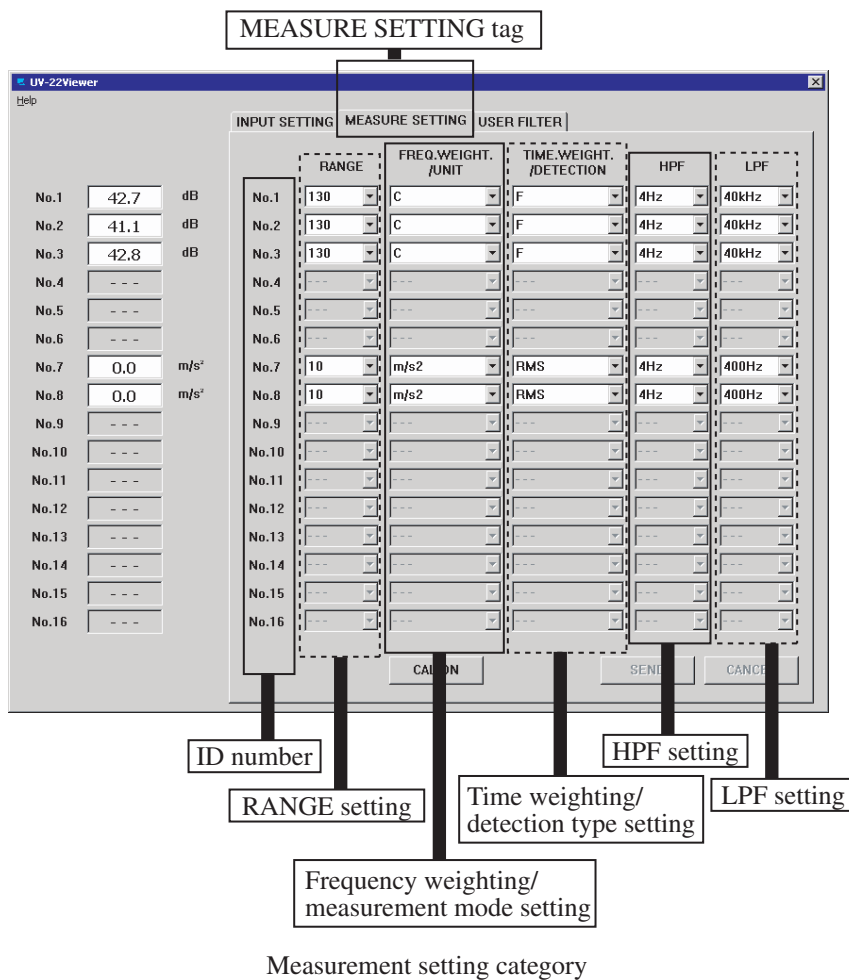 MEASURE SETTING tag
UV-22Viewer
Help
INPUT SETTING MEASURE SETTING USER FILTER
RANGE FREQ.WEIGHT. /UNIT TIME.WEIGHT. /DETECTION HPF LPF
No.1 42.7 dB No.1 130 C F 4Hz 40kHz
No.2 41.1 dB No.2 130 C F 4Hz 40kHz
No.3 42.8 dB No.3 130 C F 4Hz 40kHz
No.4 --- No.4 --- --- --- --- ---
No.5 --- No.5 --- --- --- --- ---
No.6 --- No.6 --- --- --- --- ---
No.7 0.0 m/s² No.7 10 m/s2 RMS 4Hz 400Hz
No.8 0.0 m/s² No.8 10 m/s2 RMS 4Hz 400Hz
No.9 --- No.9 --- --- --- --- ---
No.10 --- No.10 --- --- --- --- ---
No.11 --- No.11 --- --- --- --- ---
No.12 --- No.12 --- --- --- --- ---
No.13 --- No.13 --- --- --- --- ---
No.14 --- No.14 --- --- --- --- ---
No.15 --- No.15 --- --- --- --- ---
No.16 --- No.16 --- --- --- --- ---
SEND
ID number
HPF setting
RANGE setting
Time weighting/
detection type setting
LPF setting
Frequency weighting/
measurement mode setting
Measurement setting category